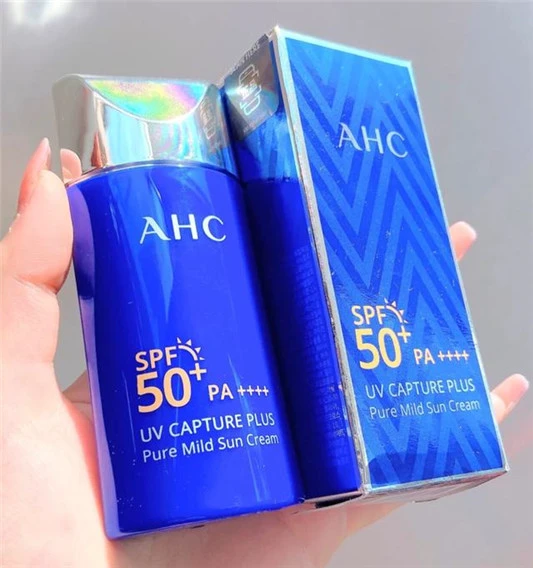 AHC
SPF
50+ PA ++++
UV CAPTURE PLUS
Pure Mild Sun Cream
AHC
SPF
50+ PA ++++
UV CAPTURE PLUS
Pure Mild Sun Cream